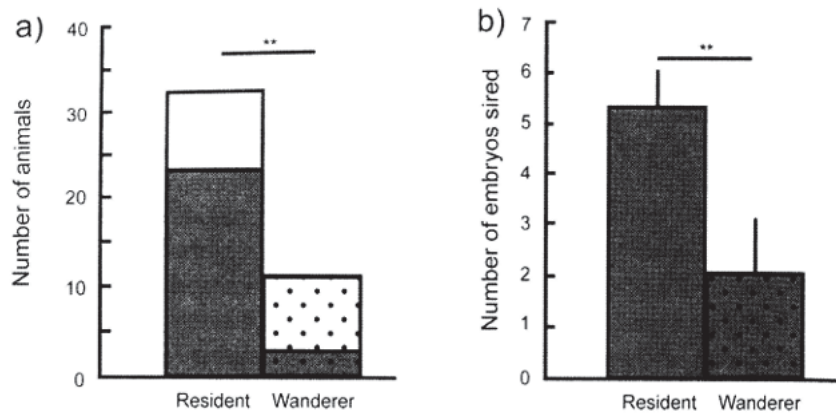 a)
Number of animals
40
30
20
10
0
**
Resident Wanderer
b)
Number of embryos sired
7
6
5
4
3
2
1
0
**
Resident Wanderer